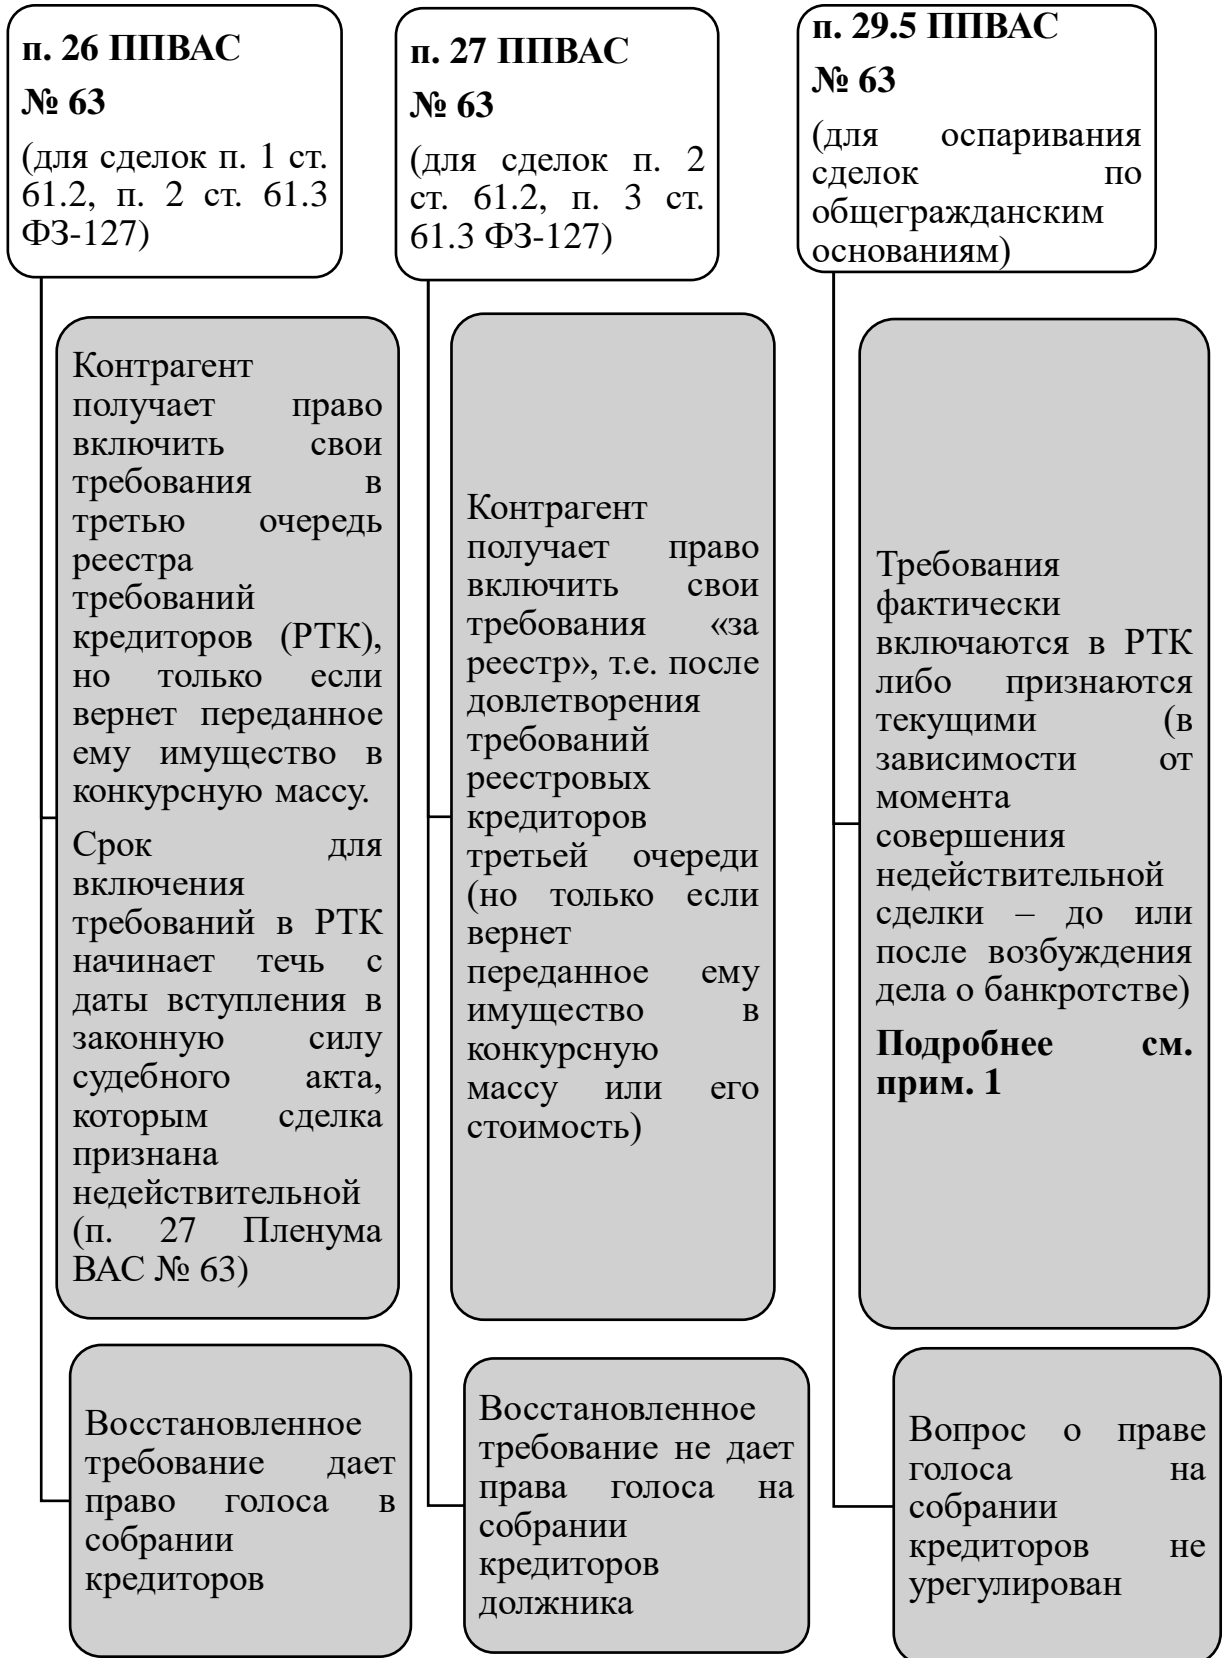 п. 26 ППВАС
№ 63
(для сделок п. 1 ст.
61.2, п. 2 ст. 61.3
ФЗ-127)
Контрагент
получает право
включить свои
требования в
третью очередь
реестра
требований
кредиторов (РТК),
но только если
вернет переданное
ему имущество в
конкурсную массу.
Срок для
включения
требований в РТК
начинает течь с
даты вступления в
законную силу
судебного акта,
которым сделка
признана
недействительной
(п. 27 Пленума
ВАС № 63)
Восстановленное
требование дает
право голоса в
собрании
кредиторов
п. 27 ППВАС
№ 63
(для сделок п. 2
ст. 61.2, п. 3 ст.
61.3 ФЗ-127)
Контрагент
получает право
включить свои
требования «за
реестр», т.е. после
довлетворения
требований
реестровых
кредиторов
третьей очереди
(но только если
вернет
переданное ему
имущество в
конкурсную
массу или его
стоимость)
Восстановленное
требование не дает
права голоса на
собрании
кредиторов
должника
п. 29.5 ППВАС
№ 63
(для оспаривания
сделок по
общегражданским
основаниям)
Требования
фактически
включаются в РТК
либо признаются
текущими (в
зависимости от
момента
совершения
недействительной
сделки – до или
после возбуждения
дела о банкротстве)
Подробнее см.
прим. 1
Вопрос о праве
голоса на
собрании
кредиторов не
урегулирован